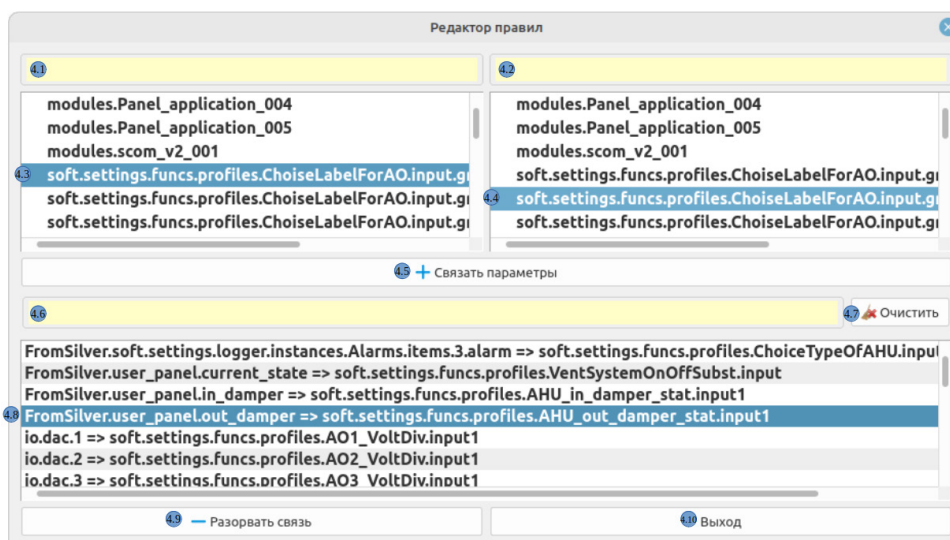 Редактор правил
4.1
4.2
modules.Panel_application_004
modules.Panel_application_005
modules.scom_v2_001
4.3 soft.settings.funcs.profiles.ChoiseLabelForAO.input.gr
soft.settings.funcs.profiles.ChoiseLabelForAO.input.gr
soft.settings.funcs.profiles.ChoiseLabelForAO.input.gr
modules.Panel_application_004
modules.Panel_application_005
modules.scom_v2_001
soft.settings.funcs.profiles.ChoiseLabelForAO.input.gr
4.4 soft.settings.funcs.profiles.ChoiseLabelForAO.input.gr
soft.settings.funcs.profiles.ChoiseLabelForAO.input.gr
4.5 + Связать параметры
4.6
4.7 Очистить
FromSilver.soft.settings.logger.instances.Alarms.items.3.alarm => soft.settings.funcs.profiles.ChoiceTypeOfAHU.input
FromSilver.user_panel.current_state => soft.settings.funcs.profiles.VentSystemOnOffSubst.input
FromSilver.user_panel.in_damper => soft.settings.funcs.profiles.AHU_in_damper_stat.input1
4.8 FromSilver.user_panel.out_damper => soft.settings.funcs.profiles.AHU_out_damper_stat.input1
io.dac.1 => soft.settings.funcs.profiles.AO1_VoltDiv.input1
io.dac.2 => soft.settings.funcs.profiles.AO2_VoltDiv.input1
io.dac.3 => soft.settings.funcs.profiles.AO3_VoltDiv.input1
4.9 — Разорвать связь
4.10 Выход